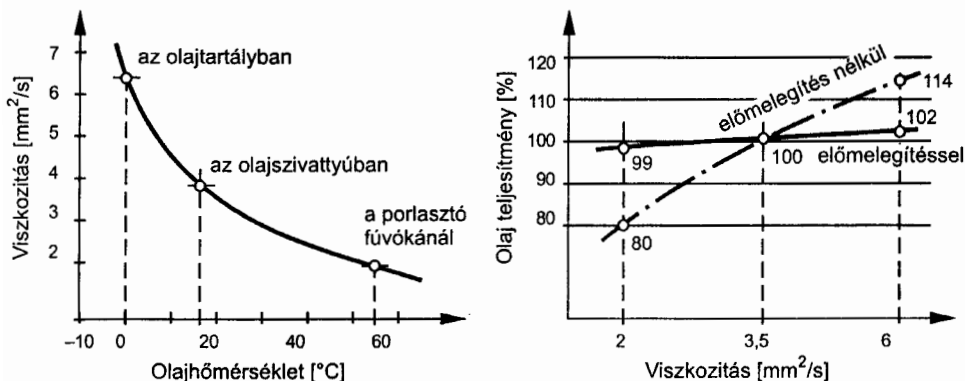 Viszkozitás [mm²/s]
7
6
5
4
3
2
az olajtartályban
az olajszivattyúban
a porlasztó
fúvókánál
–10
0
20
40
60
Olajhőmérséklet [°C]
Olaj teljesítmény [%]
120
110
100
90
80
előmelegítés nélkül
114
102
előmelegítéssel
99
100
80
2
3,5
6
Viszkozitás [mm²/s]